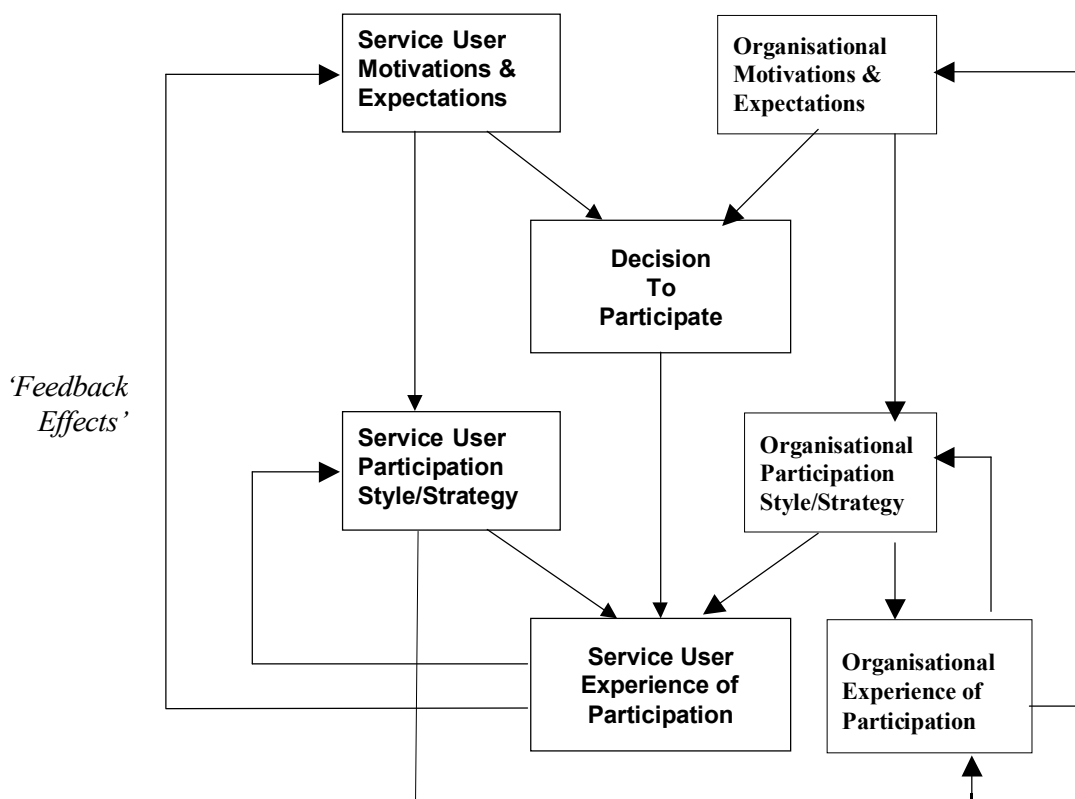 Service User
Motivations &
Expectations
Organisational
Motivations &
Expectations
Decision
To
Participate
‘Feedback
Effects’
Service User
Participation
Style/Strategy
Organisational
Participation
Style/Strategy
Service User
Experience of
Participation
Organisational
Experience of
Participation